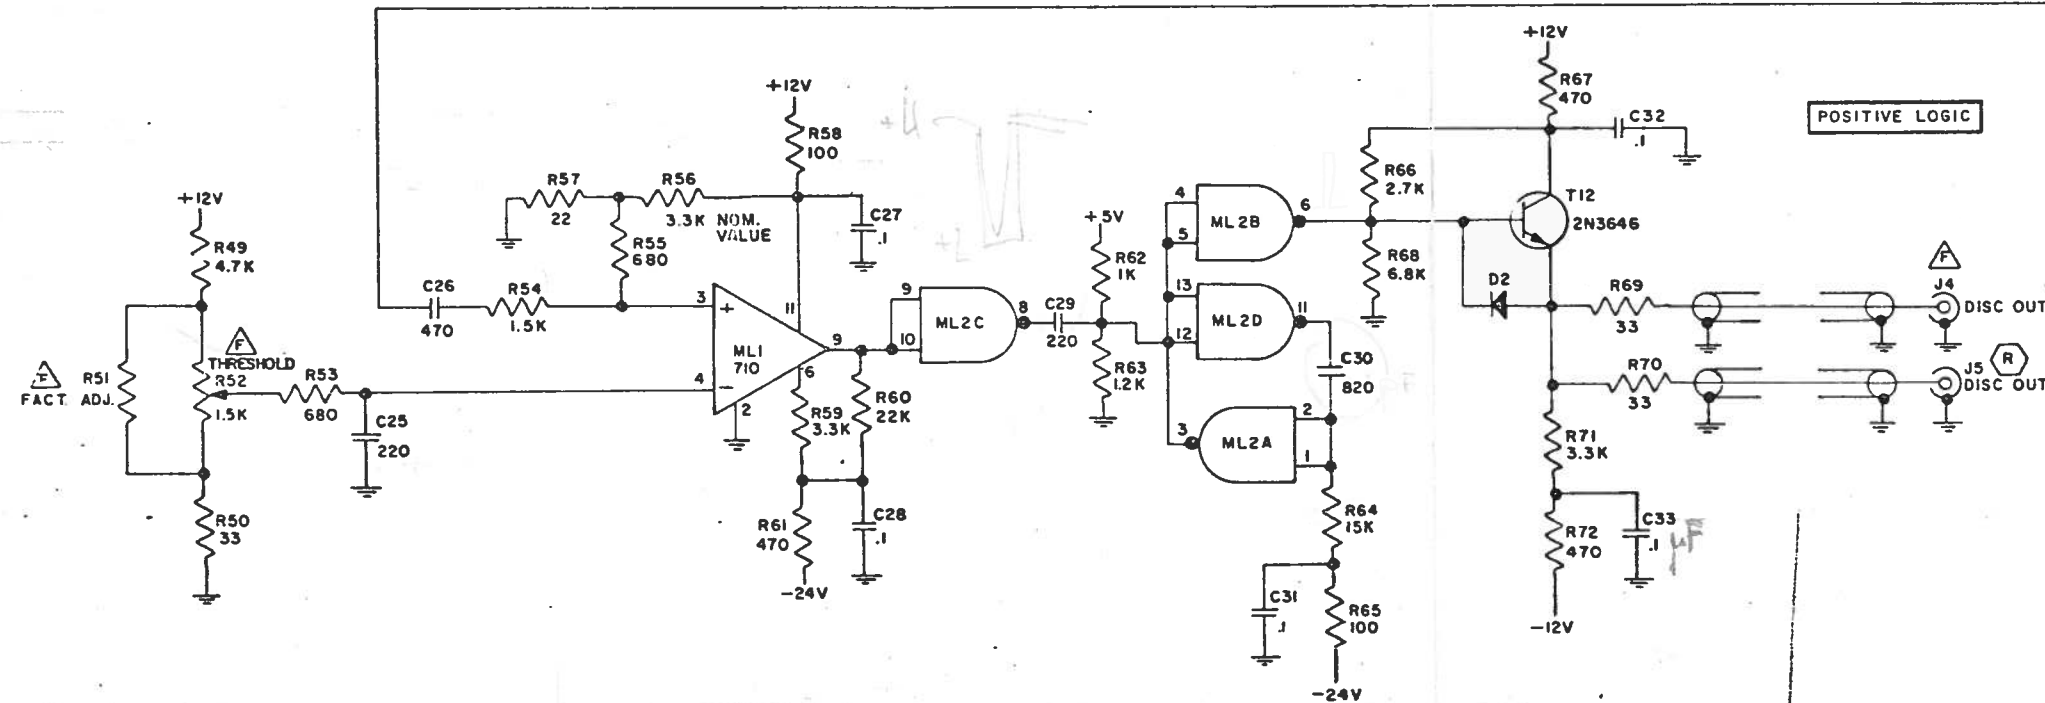 +12V
R49
4.7K
F
FACT. ADJ.
R51
F
THRESHOLD
R52
1.5K
R53
680
C25
220
R50
33
C26
470
R54
1.5K
R57
22
R56
3.3K NOM.
VALUE
R55
680
+12V
R58
100
C27
.1
3
+
4
−
ML1
710
11
9
6
2
R59
3.3K
R60
22K
R61
470
C28
.1
-24V
9
10
ML2C
8
C29
220
+5V
R62
1K
R63
1.2K
4
5
ML2B
6
13
12
ML2D
11
C30
820
3
ML2A
2
1
R64
15K
C31
.1
R65
100
-24V
+12V
R67
470
C32
.1
R66
2.7K
R68
6.8K
T12
2N3646
D2
R69
33
R70
33
R71
3.3K
R72
470
C33
.1
µF
-12V
POSITIVE LOGIC
F
J4
DISC OUT
R
J5
DISC OUT